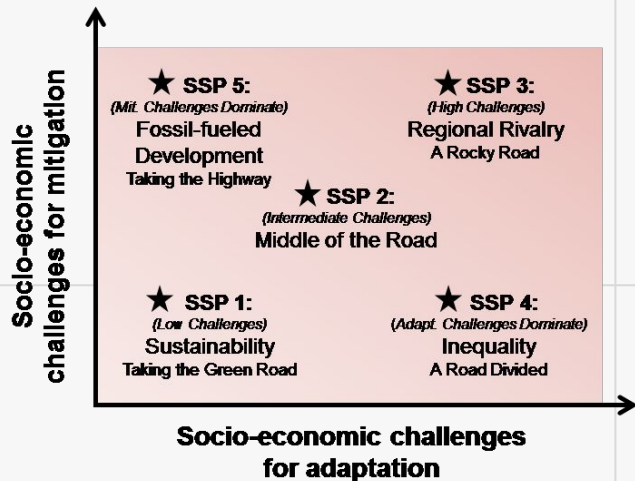 Socio-economic
challenges for mitigation
★ SSP 5:
(Mit. Challenges Dominate)
Fossil-fueled
Development
Taking the Highway
★ SSP 3:
(High Challenges)
Regional Rivalry
A Rocky Road
★ SSP 2:
(Intermediate Challenges)
Middle of the Road
★ SSP 1:
(Low Challenges)
Sustainability
Taking the Green Road
★ SSP 4:
(Adapt. Challenges Dominate)
Inequality
A Road Divided
Socio-economic challenges
for adaptation